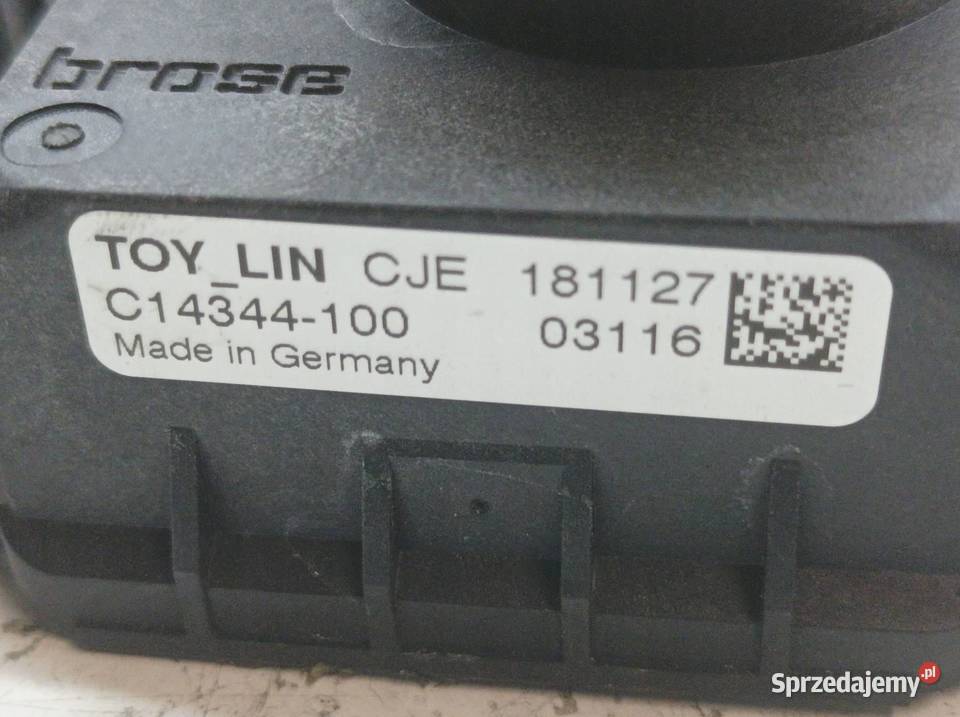 brose
TOY_LIN CJE 181127
C14344-100 03116
Made in Germany
Sprzedajemy.pl